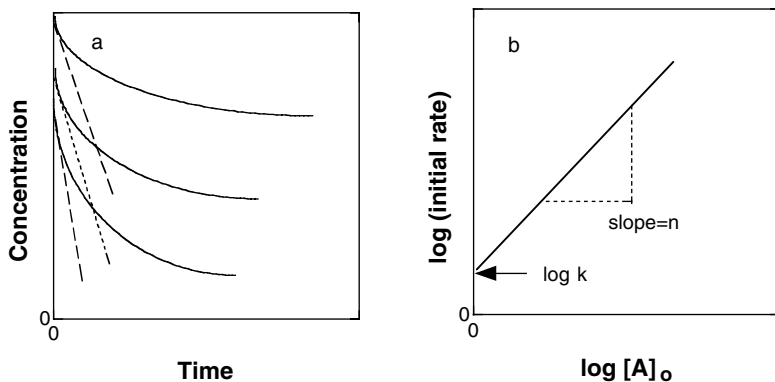 a
Concentration
0
0
Time
b
log (initial rate)
slope=n
log k
0
0
log [A]o